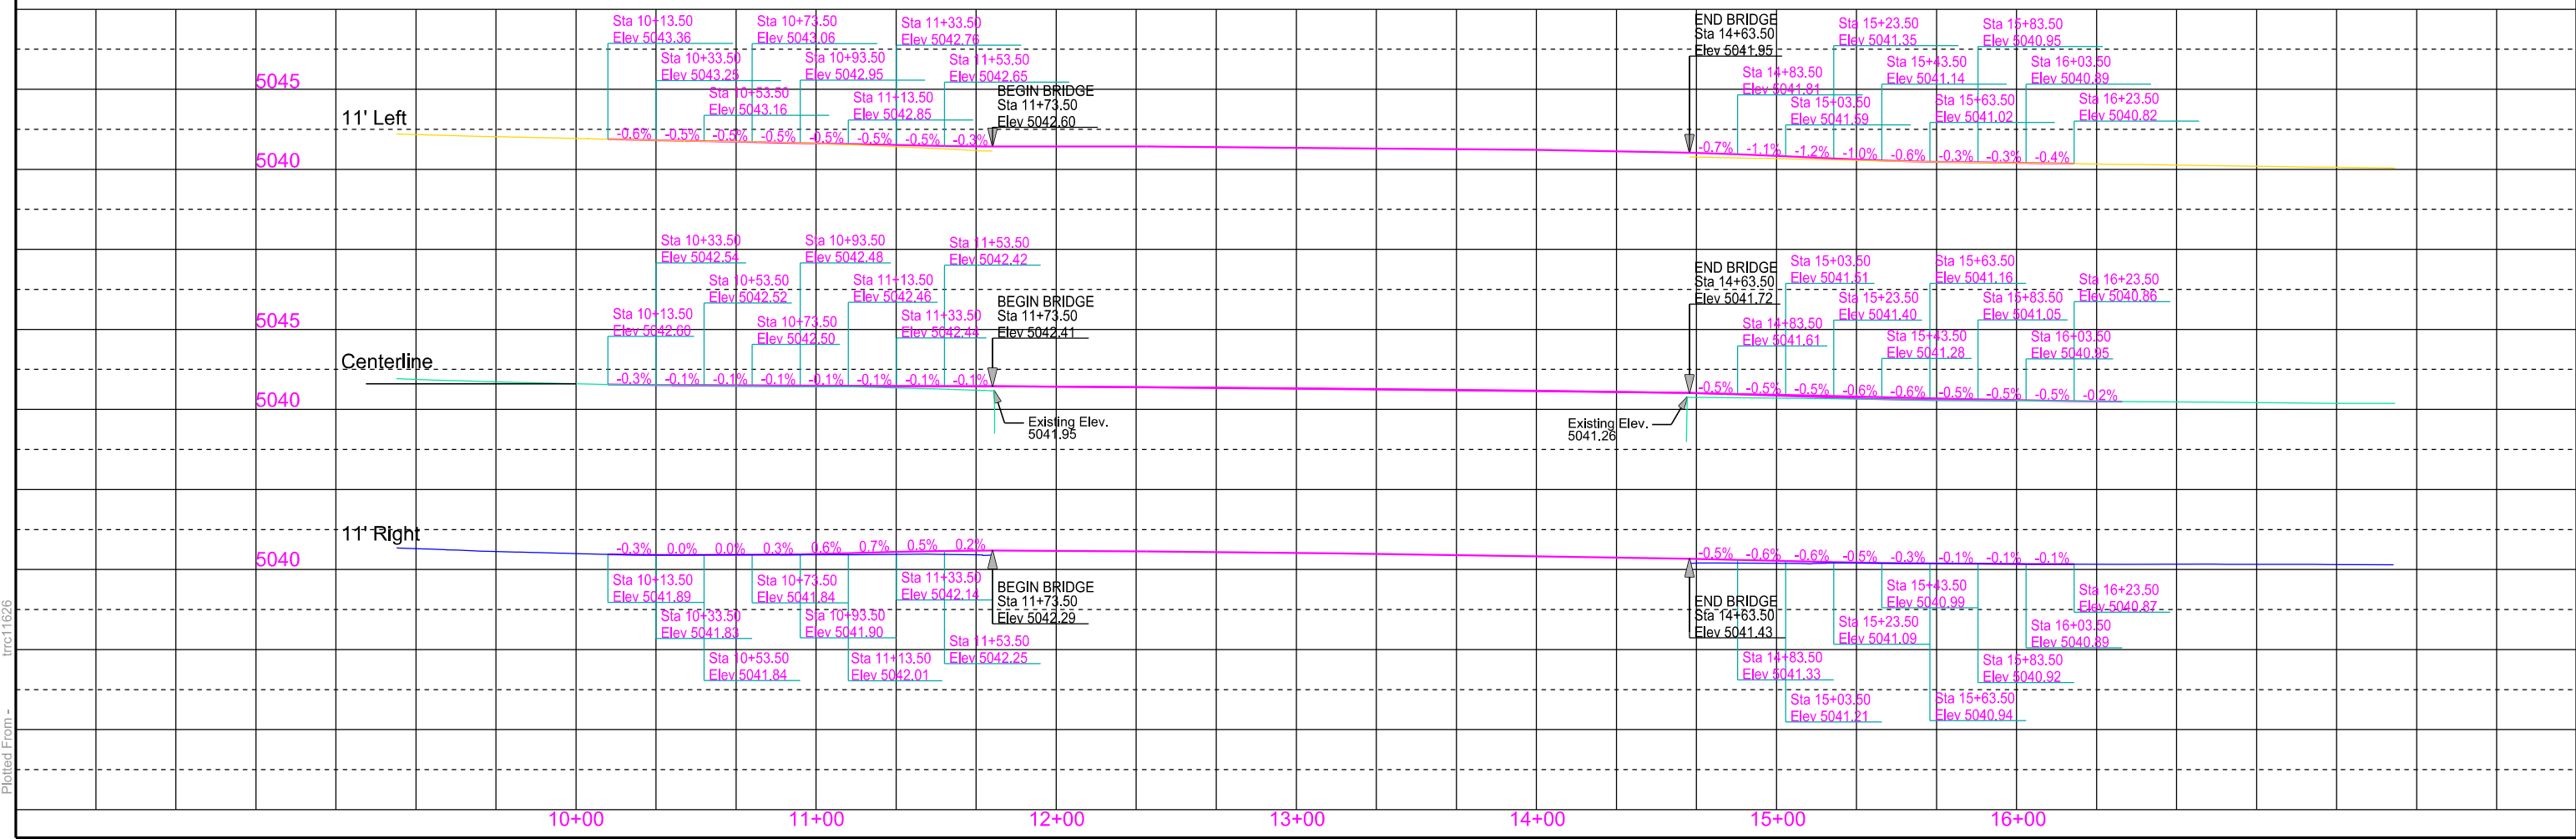 Sta 10+13.50
Elev 5043.36
Sta 10+73.50
Elev 5043.06
Sta 11+33.50
Elev 5042.76
Sta 10+33.50
Elev 5043.25
Sta 10+93.50
Elev 5042.95
Sta 11+53.50
Elev 5042.65
Sta 10+53.50
Elev 5043.16
Sta 11+13.50
Elev 5042.85
BEGIN BRIDGE
Sta 11+73.50
Elev 5042.60
END BRIDGE
Sta 14+63.50
Elev 5041.95
Sta 15+23.50
Elev 5041.35
Sta 15+83.50
Elev 5040.95
Sta 14+83.50
Elev 5041.81
Sta 15+43.50
Elev 5041.14
Sta 16+03.50
Elev 5040.89
Sta 15+03.50
Elev 5041.59
Sta 15+63.50
Elev 5041.02
Sta 16+23.50
Elev 5040.82
5045
11' Left
-0.6% -0.5% -0.5% -0.5% -0.5% -0.5% -0.5% -0.3%
-0.7% -1.1% -1.2% -1.0% -0.6% -0.3% -0.3% -0.4%
5040
Sta 10+33.50
Elev 5042.54
Sta 10+93.50
Elev 5042.48
Sta 11+53.50
Elev 5042.42
Sta 10+53.50
Elev 5042.52
Sta 11+13.50
Elev 5042.46
Sta 10+13.50
Elev 5042.60
Sta 10+73.50
Elev 5042.50
Sta 11+33.50
Elev 5042.44
BEGIN BRIDGE
Sta 11+73.50
Elev 5042.41
END BRIDGE
Sta 14+63.50
Elev 5041.72
Sta 15+03.50
Elev 5041.51
Sta 15+63.50
Elev 5041.16
Sta 16+23.50
Elev 5040.86
Sta 15+23.50
Elev 5041.40
Sta 15+83.50
Elev 5041.05
Sta 14+83.50
Elev 5041.61
Sta 15+43.50
Elev 5041.28
Sta 16+03.50
Elev 5040.95
5045
Centerline
-0.3% -0.1% -0.1% -0.1% -0.1% -0.1% -0.1% -0.1%
-0.5% -0.5% -0.5% -0.6% -0.6% -0.5% -0.5% -0.5% -0.2%
5040
Existing Elev.
5041.95
Existing Elev.
5041.26
11' Right
-0.3% 0.0% 0.0% 0.3% 0.6% 0.7% 0.5% 0.2%
-0.5% -0.6% -0.6% -0.5% -0.3% -0.1% -0.1% -0.1%
5040
Sta 10+13.50
Elev 5041.89
Sta 10+73.50
Elev 5041.84
Sta 11+33.50
Elev 5042.14
BEGIN BRIDGE
Sta 11+73.50
Elev 5042.29
Sta 10+33.50
Elev 5041.83
Sta 10+93.50
Elev 5041.90
Sta 11+53.50
Elev 5042.25
Sta 10+53.50
Elev 5041.84
Sta 11+13.50
Elev 5042.01
END BRIDGE
Sta 14+63.50
Elev 5041.43
Sta 15+43.50
Elev 5040.99
Sta 16+23.50
Elev 5040.87
Sta 15+23.50
Elev 5041.09
Sta 16+03.50
Elev 5040.89
Sta 14+83.50
Elev 5041.33
Sta 15+83.50
Elev 5040.92
Sta 15+03.50
Elev 5041.21
Sta 15+63.50
Elev 5040.94
10+00 11+00 12+00 13+00 14+00 15+00 16+00
Plotted From - trrc11626